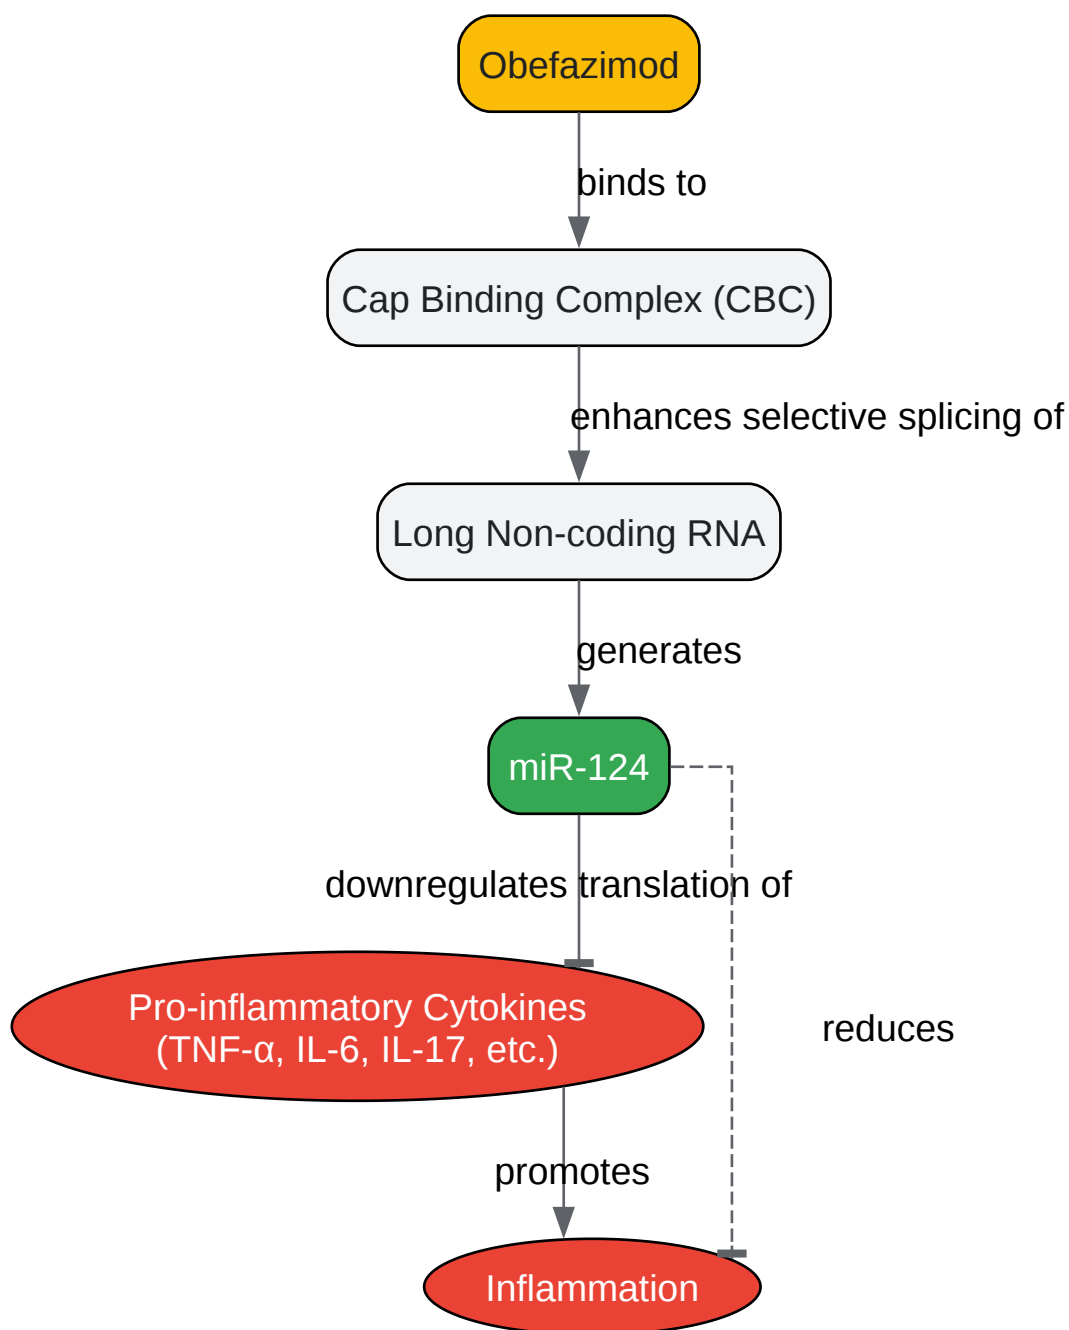 Obefazimod
binds to
Cap Binding Complex (CBC)
enhances selective splicing of
Long Non-coding RNA
generates
miR-124
downregulates translation of
Pro-inflammatory Cytokines
(TNF-α, IL-6, IL-17, etc.)
reduces
promotes
Inflammation